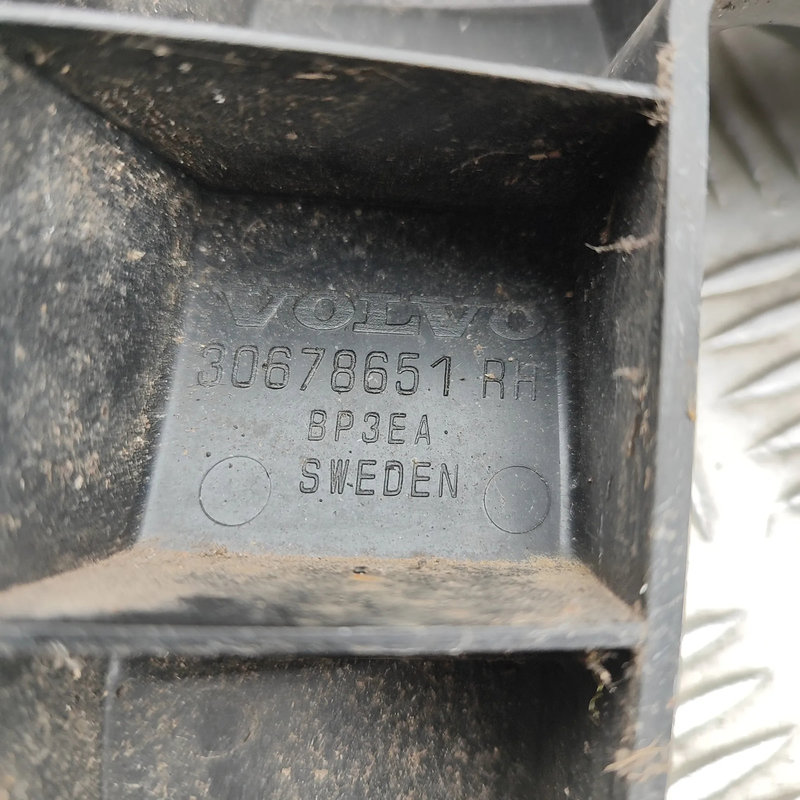 VOLVO
30678651 RH
BP3EA
SWEDEN